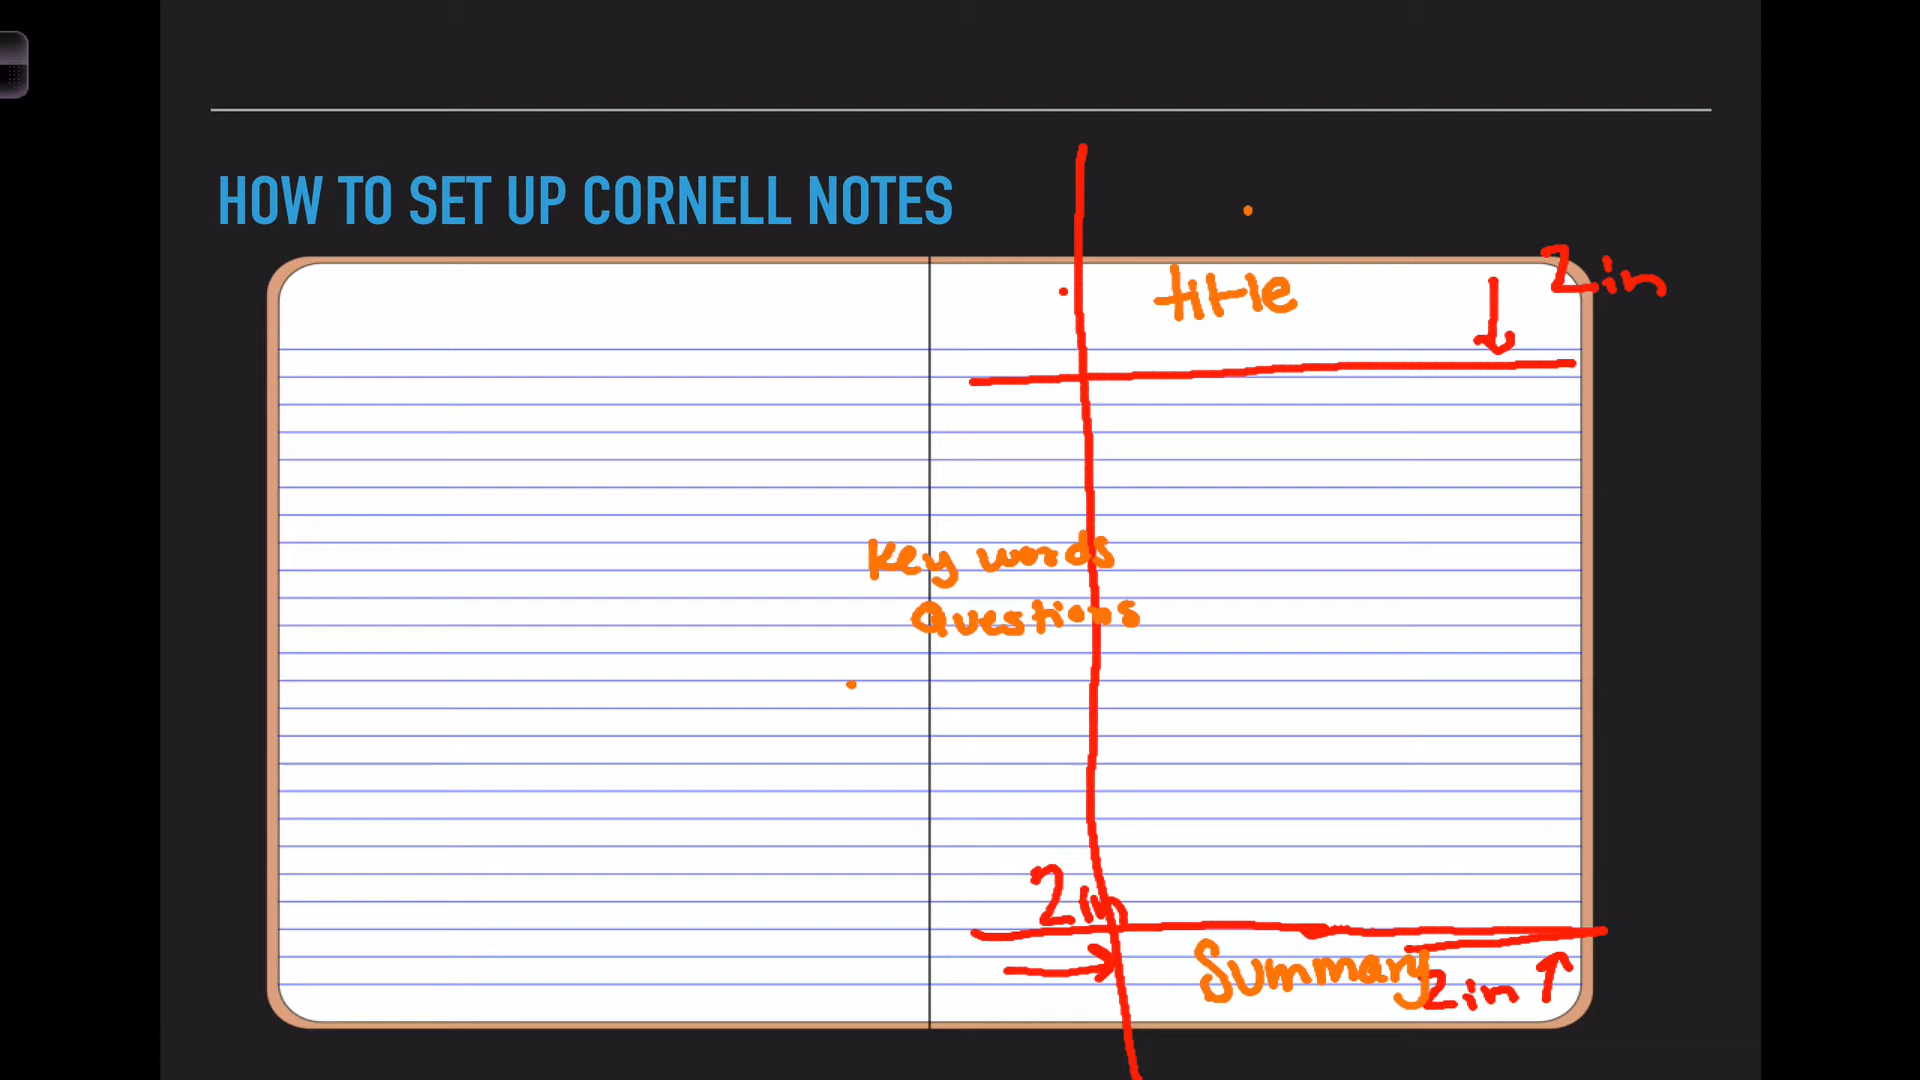 HOW TO SET UP CORNELL NOTES
title
2in
Key words
Questions
2in
Summary
2in